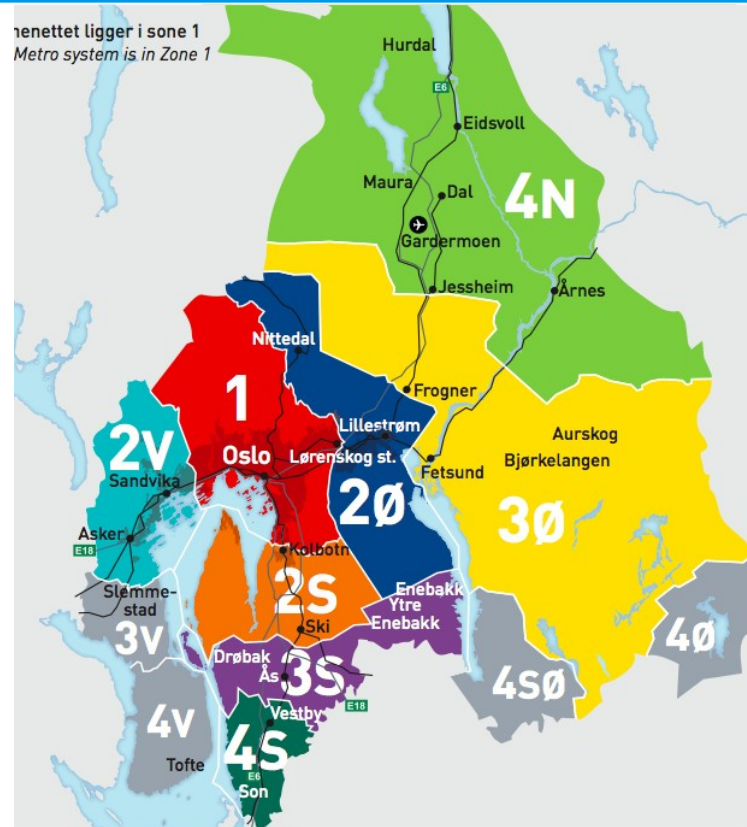 menettet ligger i sone 1
Metro system is in Zone 1
Hurdal
E6
Eidsvoll
Maura
Dal
4N
Gardermoen
Jessheim
Årnes
Nittedal
1
Frogner
2V
Lillestrøm
Aurskog
Oslo
Lørenskog st.
Bjørkelangen
Fetsund
Sandvika
2Ø
3Ø
Asker
E18
Kolbotn
2S
Slemme-
stad
Enebakk
Ytre
Enebakk
Ski
3V
4Ø
Drøbak
Ås
3S
4SØ
4V
E18
Vestby
4S
Tofte
E6
Son